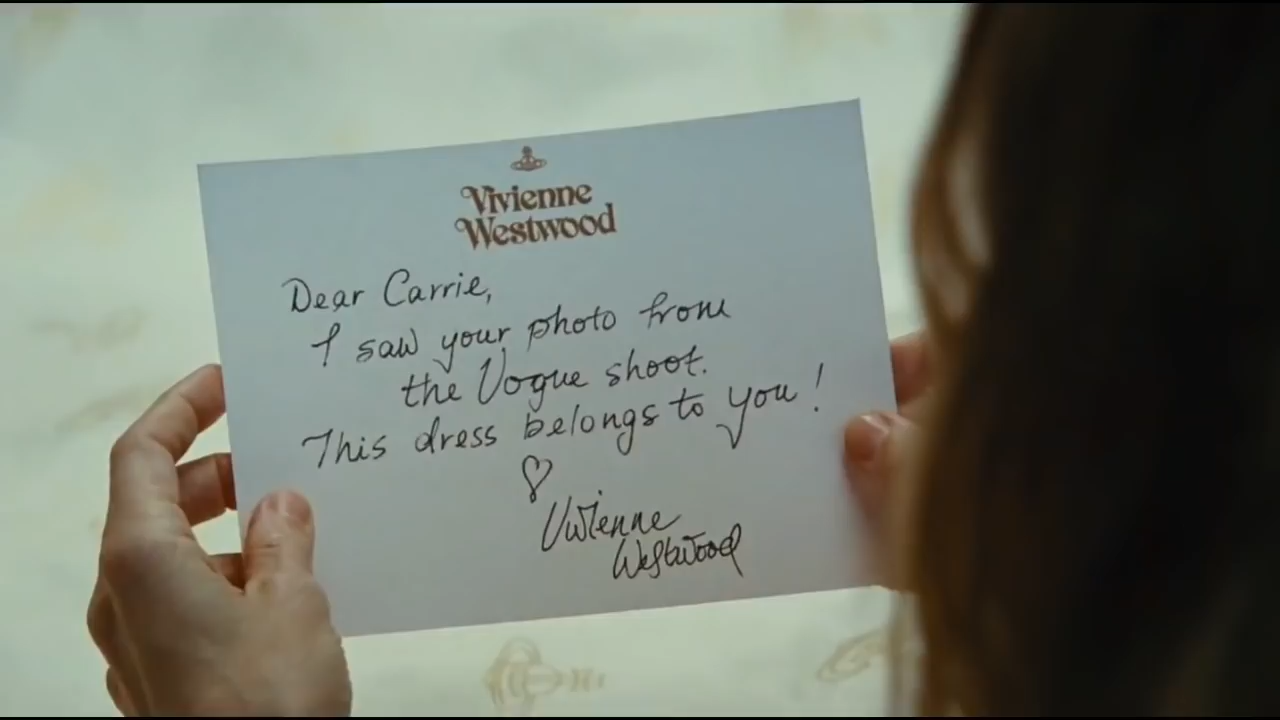 Vivienne
Westwood
Dear Carrie,
I saw your photo from
the Vogue shoot.
This dress belongs to you!
♡
Vivienne
Westwood